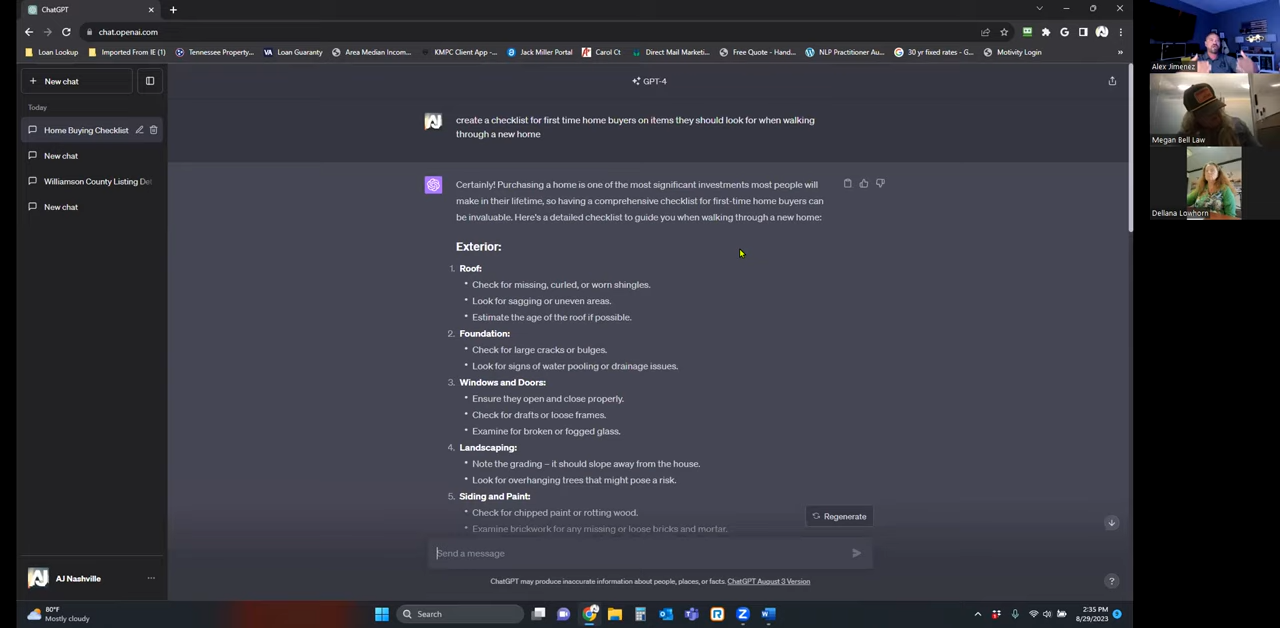 ChatGPT
chat.openai.com
Loan Lookup
Imported From IE (1)
Tennessee Property...
Loan Guaranty
Area Median Incom...
KMPC Client App -...
Jack Miller Portal
Carol Ct
Direct Mail Marketi...
Free Quote - Hand...
NLP Practitioner Au...
30 yr fixed rates - G...
Motivity Login
»
New chat
Today
Home Buying Checklist
New chat
Williamson County Listing De
New chat
GPT-4
create a checklist for first time home buyers on items they should look for when walking
through a new home
Certainly! Purchasing a home is one of the most significant investments most people will
make in their lifetime, so having a comprehensive checklist for first-time home buyers can
be invaluable. Here's a detailed checklist to guide you when walking through a new home:
Exterior:
1. Roof:
• Check for missing, curled, or worn shingles.
• Look for sagging or uneven areas.
• Estimate the age of the roof if possible.
2. Foundation:
• Check for large cracks or bulges.
• Look for signs of water pooling or drainage issues.
3. Windows and Doors:
• Ensure they open and close properly.
• Check for drafts or loose frames.
• Examine for broken or fogged glass.
4. Landscaping:
• Note the grading – it should slope away from the house.
• Look for overhanging trees that might pose a risk.
5. Siding and Paint:
• Check for chipped paint or rotting wood.
• Examine brickwork for any missing or loose bricks and mortar.
Regenerate
Send a message
ChatGPT may produce inaccurate information about people, places, or facts. ChatGPT August 3 Version
?
AJ Nashville
80°F
Mostly cloudy
Search
2:35 PM
8/29/2023
Alex Jimenez
Megan Bell Law
Dellana Lowhorn